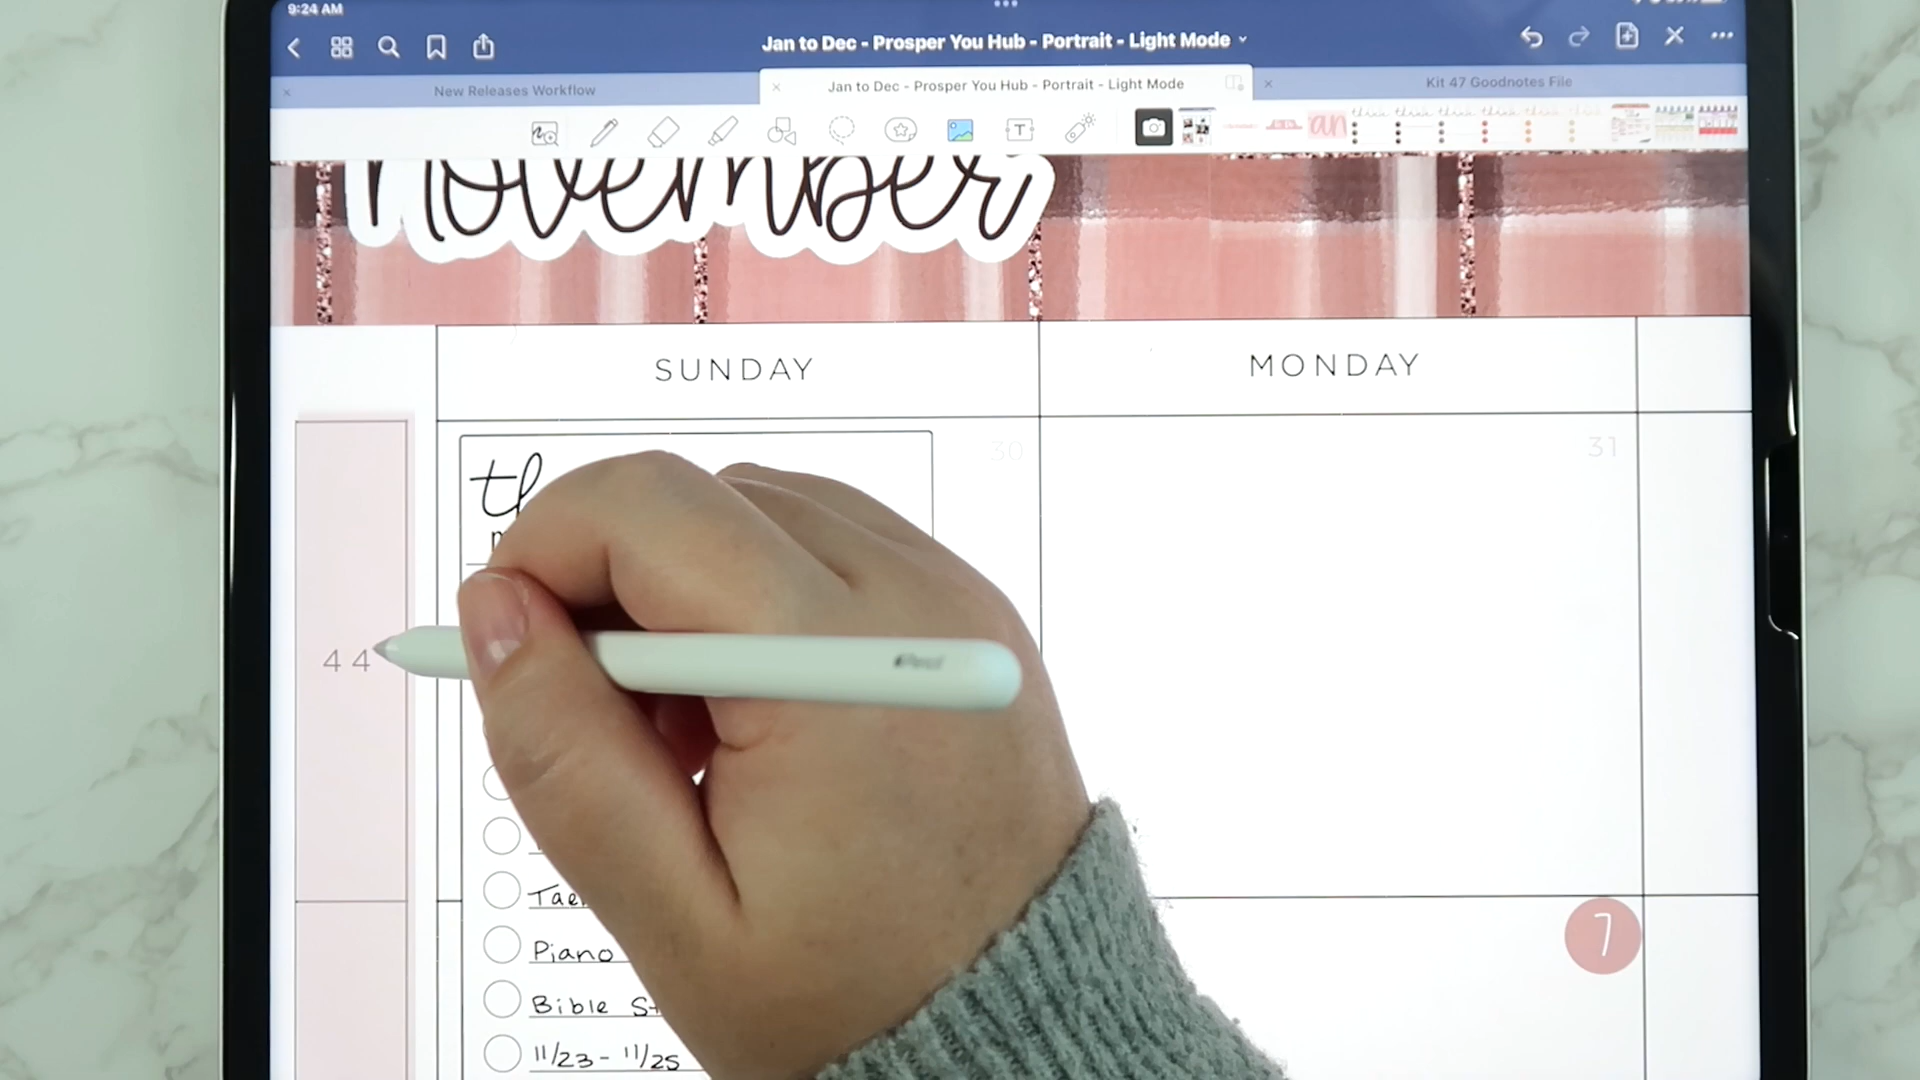 9:24 AM
Jan to Dec - Prosper You Hub - Portrait - Light Mode
New Releases Workflow
Jan to Dec - Prosper You Hub - Portrait - Light Mode
Kit 47 Goodnotes File
an
November
SUNDAY
MONDAY
30
31
44
7
Piano
Bible
11/23 - 11/25